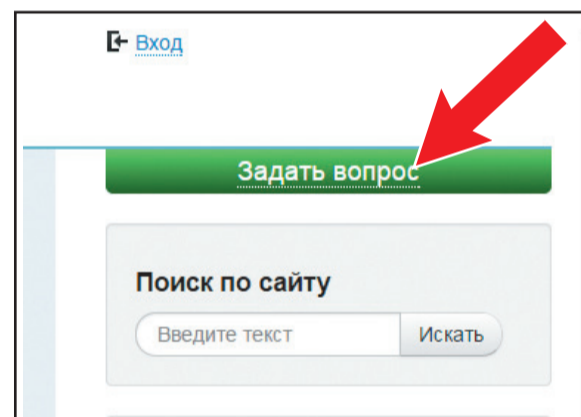 Вход
Задать вопрос
Поиск по сайту
Введите текст Искать